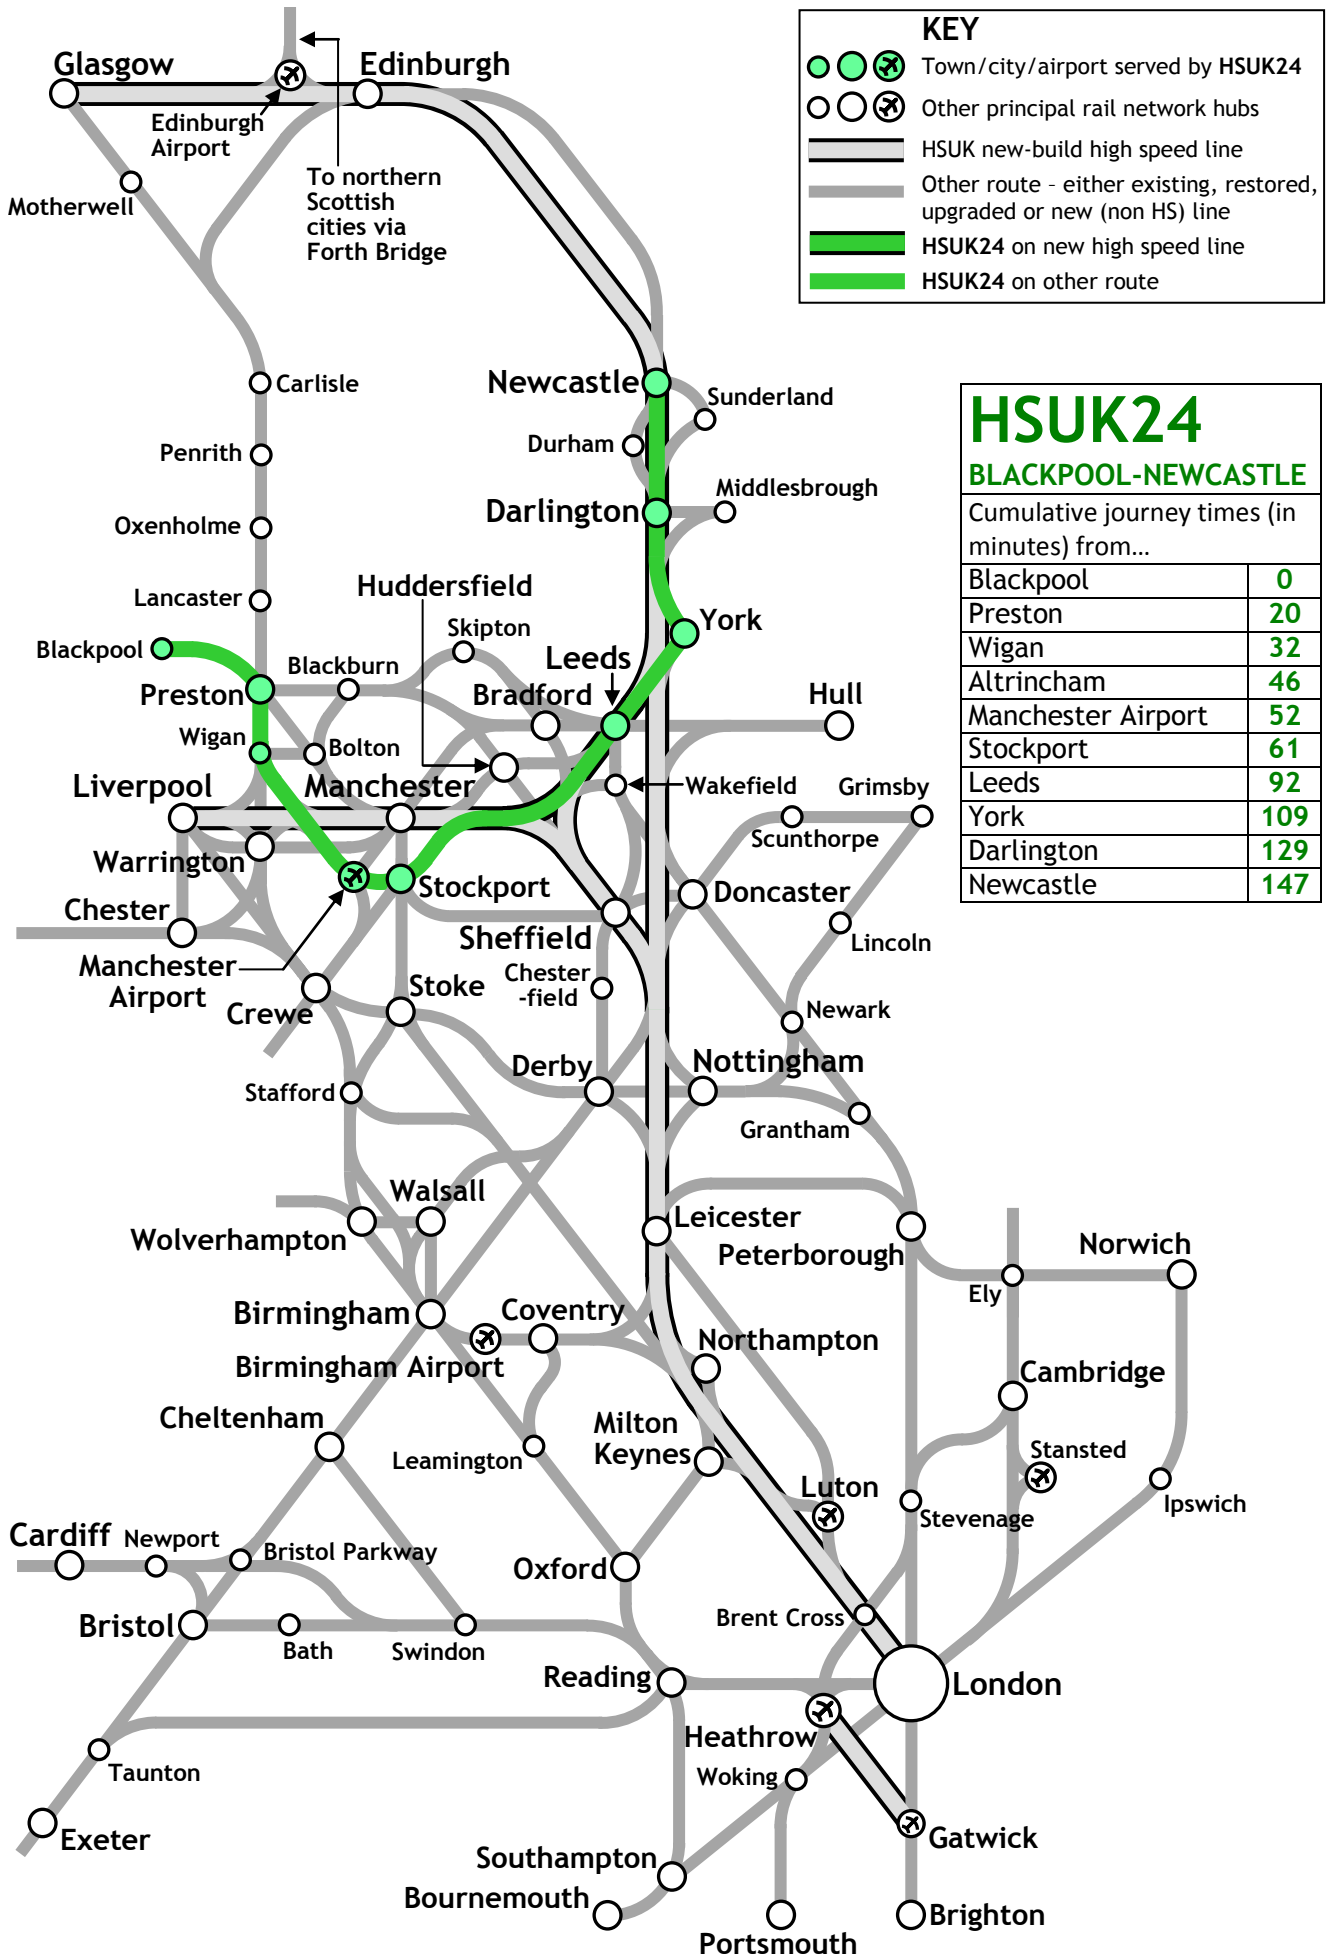 KEY
Town/city/airport served by HSUK24
Other principal rail network hubs
HSUK new-build high speed line
Other route – either existing, restored,
upgraded or new (non HS) line
HSUK24 on new high speed line
HSUK24 on other route
Glasgow
Edinburgh
Edinburgh
Airport
To northern
Scottish
cities via
Forth Bridge
Motherwell
Carlisle
Newcastle
Sunderland
Durham
Penrith
Middlesbrough
Darlington
Oxenholme
Huddersfield
Lancaster
York
Skipton
Blackpool
Leeds
Blackburn
Preston
Bradford
Hull
Wigan
Bolton
Liverpool
Manchester
Wakefield
Grimsby
Scunthorpe
Warrington
Stockport
Doncaster
Chester
Sheffield
Lincoln
Manchester
Airport
Chester
-field
Crewe
Stoke
Newark
Nottingham
Derby
Stafford
Grantham
Walsall
Leicester
Wolverhampton
Peterborough
Norwich
Ely
Birmingham
Coventry
Northampton
Birmingham Airport
Cambridge
Cheltenham
Milton
Keynes
Leamington
Stansted
Luton
Ipswich
Stevenage
Cardiff
Newport
Bristol Parkway
Oxford
Bristol
Brent Cross
Bath
Swindon
Reading
London
Heathrow
Taunton
Woking
Exeter
Gatwick
Southampton
Bournemouth
Brighton
Portsmouth
HSUK24
BLACKPOOL-NEWCASTLE
Cumulative journey times (in
minutes) from…
Blackpool 0
Preston 20
Wigan 32
Altrincham 46
Manchester Airport 52
Stockport 61
Leeds 92
York 109
Darlington 129
Newcastle 147